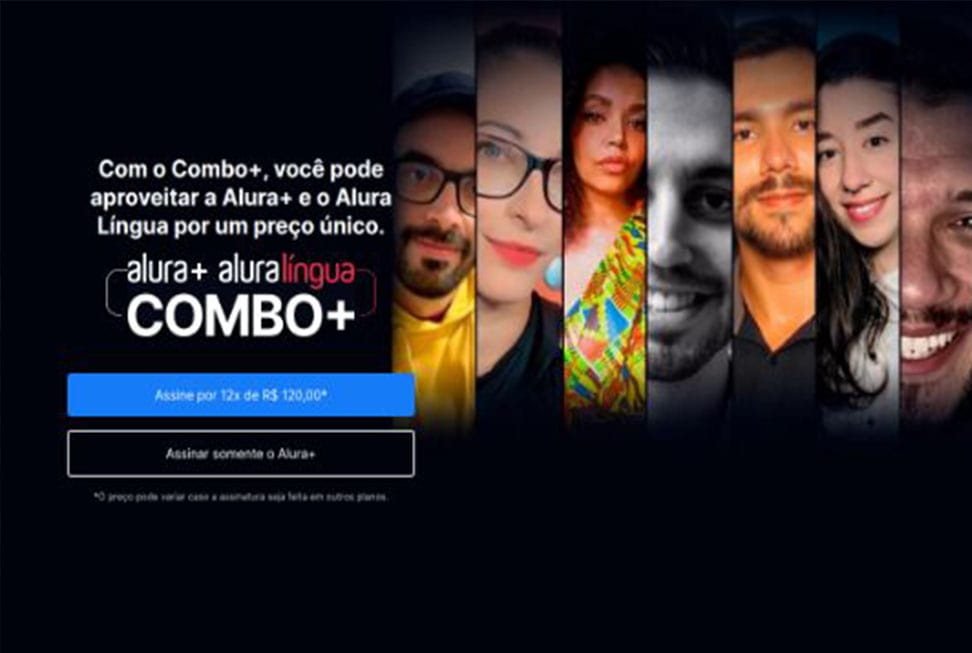 Com o Combo+, você pode
aproveitar a Alura+ e o Alura
Língua por um preço único.
alura+ aluralíngua
COMBO+
Assine por 12x de R$ 120,00*
Assinar somente o Alura+
*O preço pode variar caso a assinatura seja feita em outros planos.